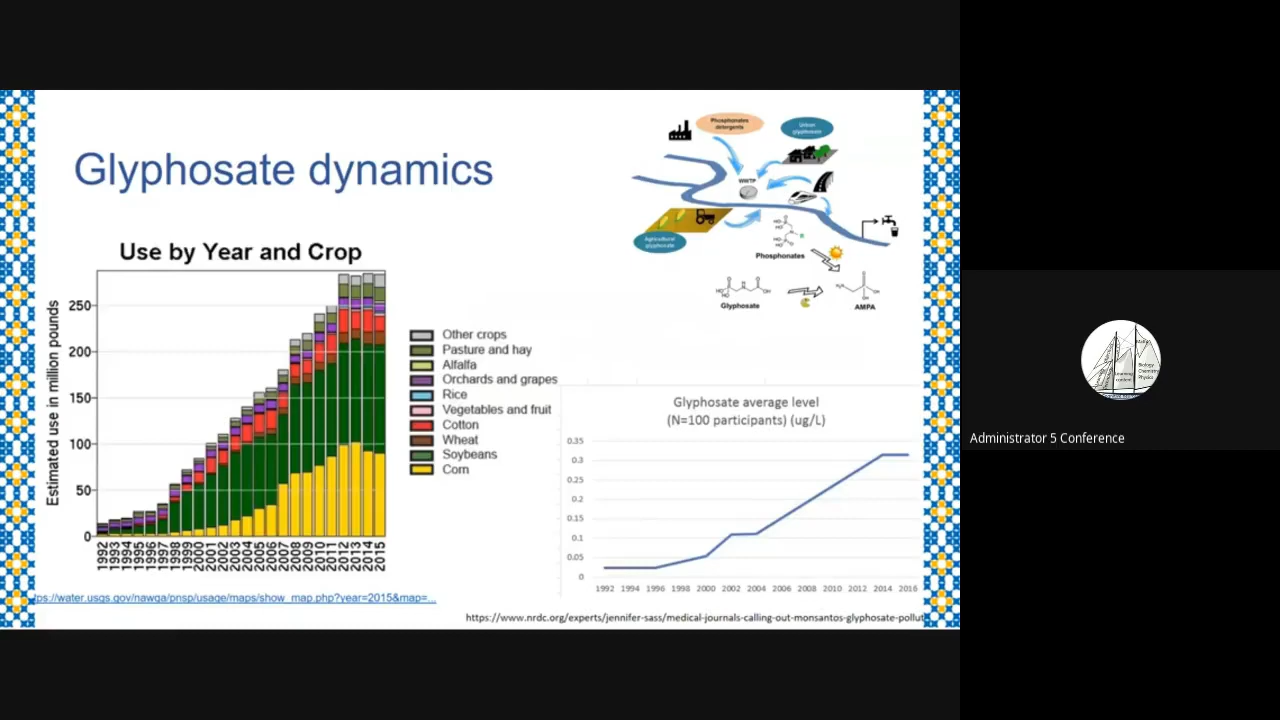 Glyphosate dynamics
Phosphonates
detergents
Urban
glyphosate
WWTP
Agricultural
glyphosate
Phosphonates
Glyphosate
AMPA
Use by Year and Crop
Estimated use in million pounds
250
200
150
100
50
0
1992 1993 1994 1995 1996 1997 1998 1999 2000 2001 2002 2003 2004 2005 2006 2007 2008 2009 2010 2011 2012 2013 2014 2015
Other crops
Pasture and hay
Alfalfa
Orchards and grapes
Rice
Vegetables and fruit
Cotton
Wheat
Soybeans
Corn
Glyphosate average level
(N=100 participants) (ug/L)
0.35
0.3
0.25
0.2
0.15
0.1
0.05
0
1992 1994 1996 1998 2000 2002 2004 2006 2008 2010 2012 2014 2016
tps://water.usgs.gov/nawqa/pnsp/usage/maps/show_map.php?year=2015&map=...
https://www.nrdc.org/experts/jennifer-sass/medical-journals-calling-out-monsantos-glyphosate-pollut
Administrator 5 Conference